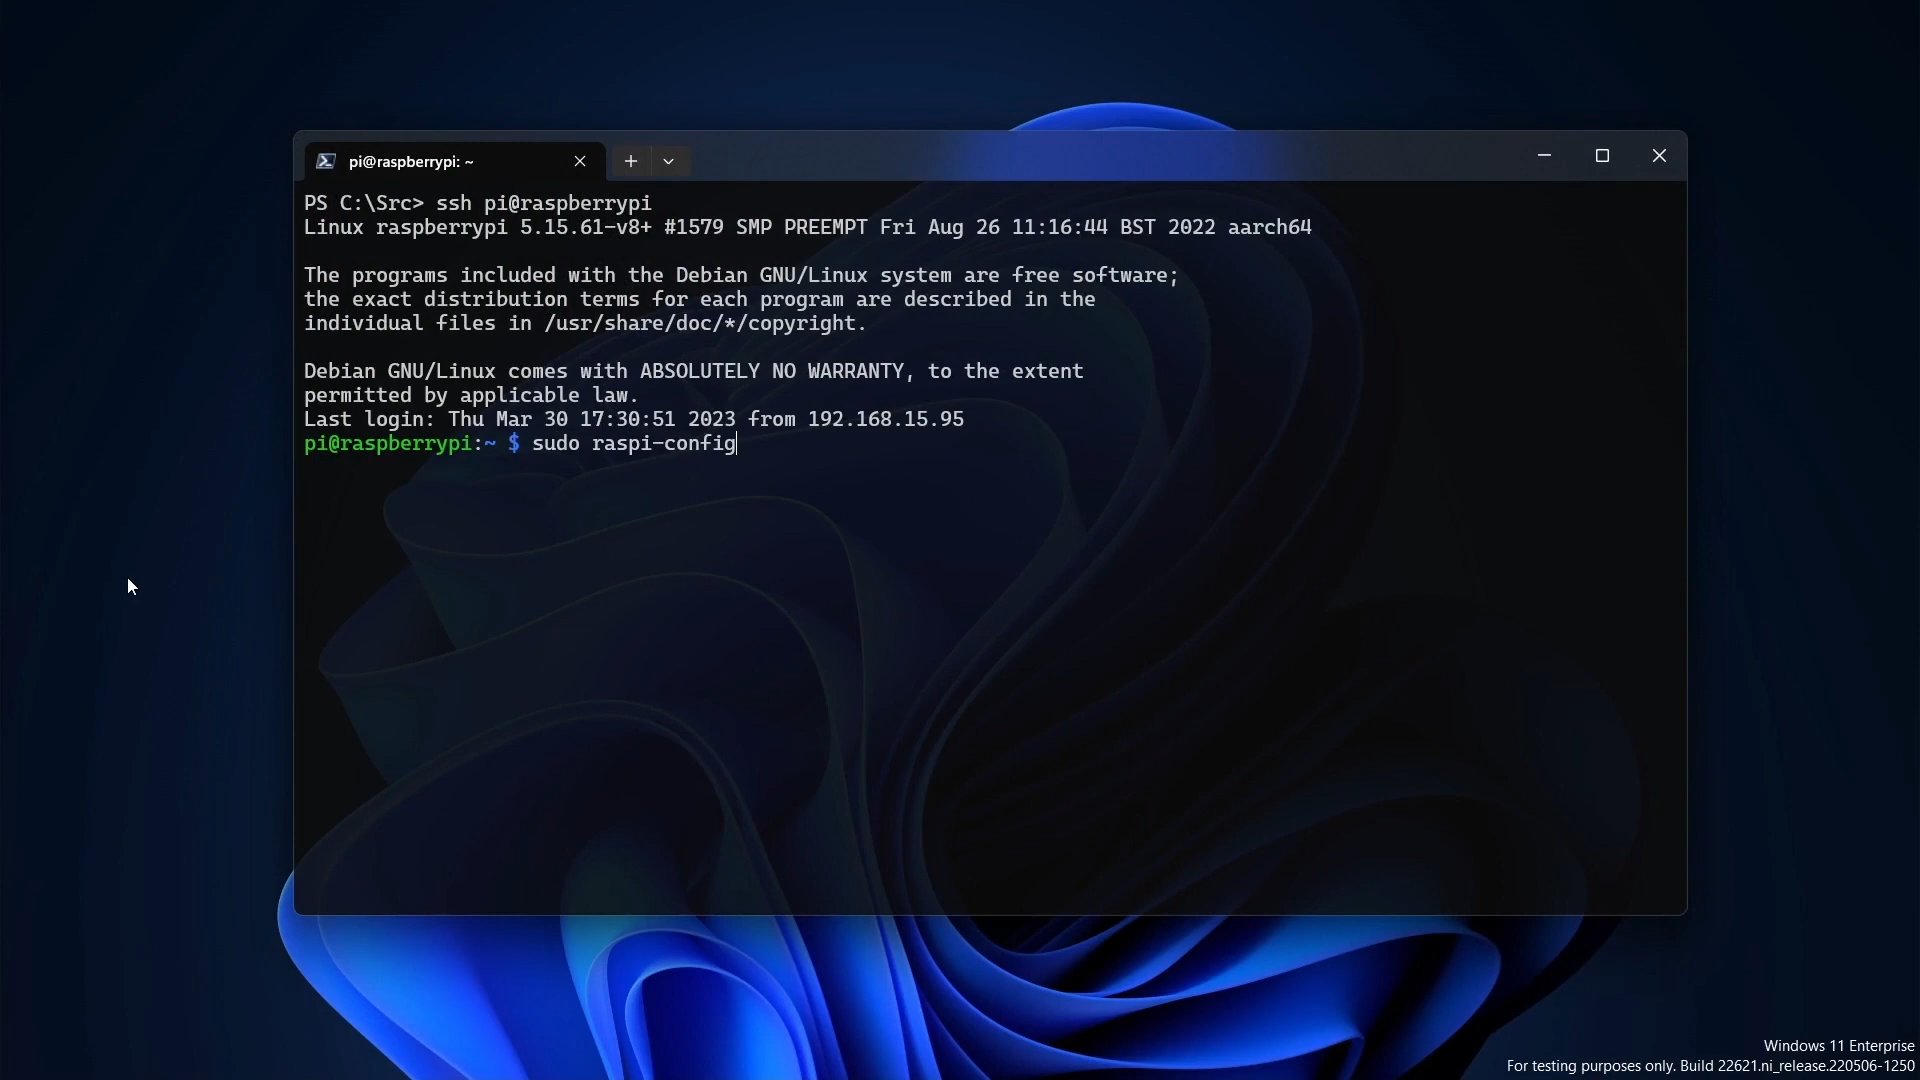 pi@raspberrypi: ~
PS C:\Src> ssh pi@raspberrypi
Linux raspberrypi 5.15.61-v8+ #1579 SMP PREEMPT Fri Aug 26 11:16:44 BST 2022 aarch64
The programs included with the Debian GNU/Linux system are free software;
the exact distribution terms for each program are described in the
individual files in /usr/share/doc/*/copyright.
Debian GNU/Linux comes with ABSOLUTELY NO WARRANTY, to the extent
permitted by applicable law.
Last login: Thu Mar 30 17:30:51 2023 from 192.168.15.95
pi@raspberrypi:~ $ sudo raspi-config
Windows 11 Enterprise
For testing purposes only. Build 22621.ni_release.220506-1250